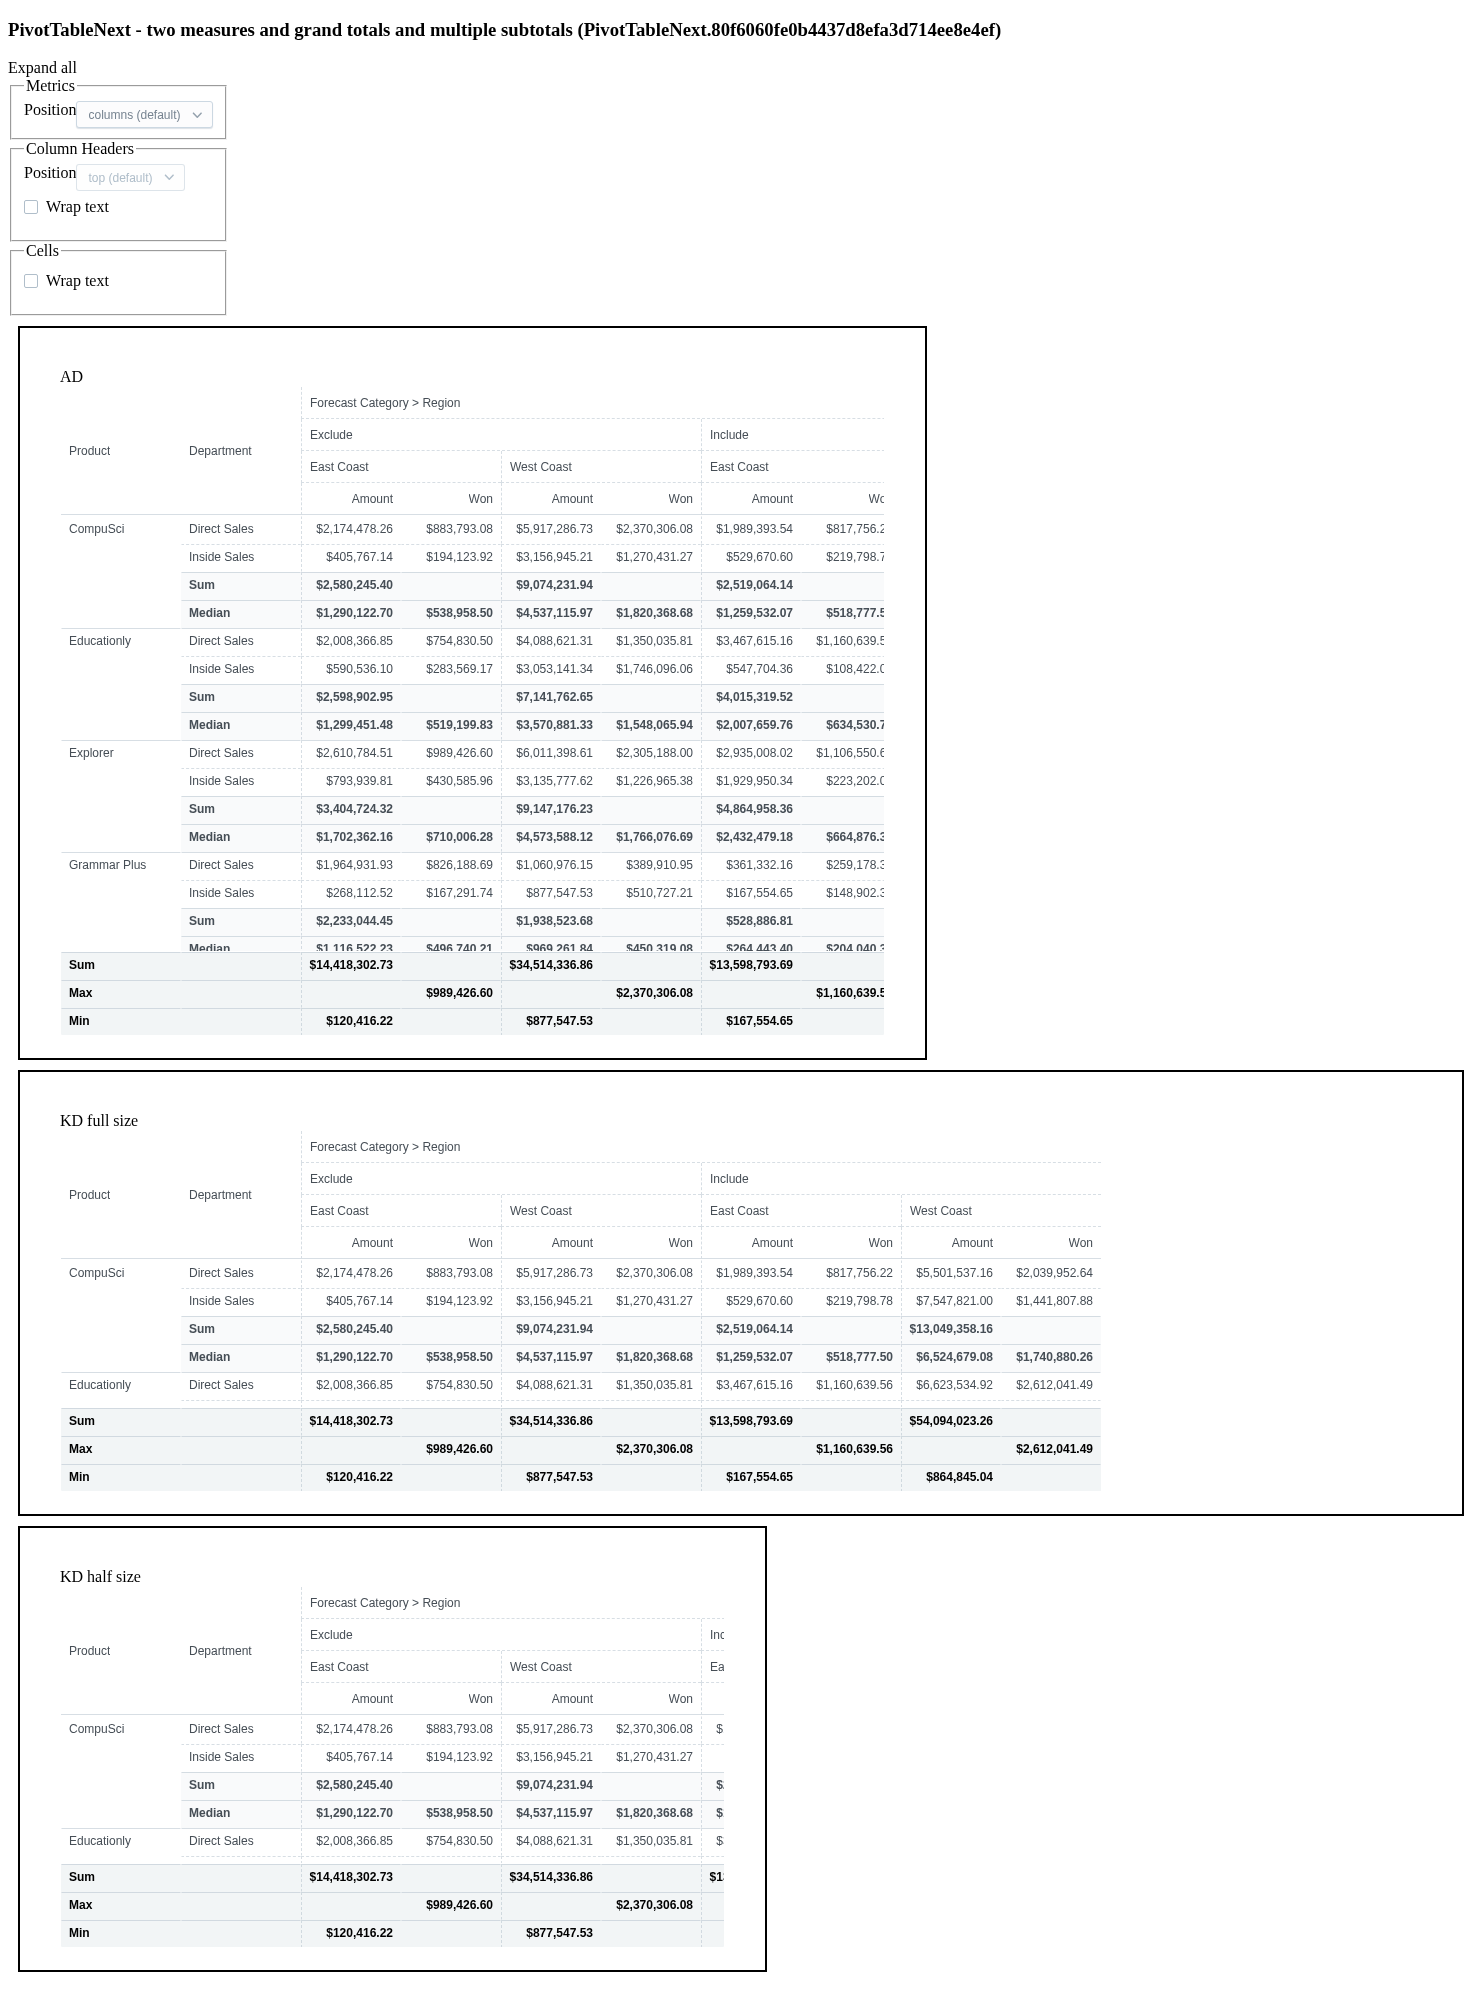 PivotTableNext - two measures and grand totals and multiple subtotals (PivotTableNext.80f6060fe0b4437d8efa3d714ee8e4ef)
Expand all
Metrics
Position columns (default)
Column Headers
Position top (default)
Wrap text
Cells
Wrap text
AD
Forecast Category > Region
Exclude Include
Product Department
East Coast West Coast East Coast
Amount Won Amount Won Amount
CompuSci Direct Sales $2,174,478.26 $883,793.08 $5,917,286.73 $2,370,306.08 $1,989,393.54 $817,756.2
Inside Sales $405,767.14 $194,123.92 $3,156,945.21 $1,270,431.27 $529,670.60 $219,798.7
Sum $2,580,245.40 $9,074,231.94 $2,519,064.14
Median $1,290,122.70 $538,958.50 $4,537,115.97 $1,820,368.68 $1,259,532.07 $518,777.5
Educationly Direct Sales $2,008,366.85 $754,830.50 $4,088,621.31 $1,350,035.81 $3,467,615.16 $1,160,639.5
Inside Sales $590,536.10 $283,569.17 $3,053,141.34 $1,746,096.06 $547,704.36 $108,422.0
Sum $2,598,902.95 $7,141,762.65 $4,015,319.52
Median $1,299,451.48 $519,199.83 $3,570,881.33 $1,548,065.94 $2,007,659.76 $634,530.7
Explorer Direct Sales $2,610,784.51 $989,426.60 $6,011,398.61 $2,305,188.00 $2,935,008.02 $1,106,550.6
Inside Sales $793,939.81 $430,585.96 $3,135,777.62 $1,226,965.38 $1,929,950.34 $223,202.0
Sum $3,404,724.32 $9,147,176.23 $4,864,958.36
Median $1,702,362.16 $710,006.28 $4,573,588.12 $1,766,076.69 $2,432,479.18 $664,876.3
Grammar Plus Direct Sales $1,964,931.93 $826,188.69 $1,060,976.15 $389,910.95 $361,332.16 $259,178.3
Inside Sales $268,112.52 $167,291.74 $877,547.53 $510,727.21 $167,554.65 $148,902.3
Sum $2,233,044.45 $1,938,523.68 $528,886.81
Median $1,116,522.23 $496,740.21 $969,261.84 $450,319.08 $264,443.40 $204,040.3
Sum $14,418,302.73 $34,514,336.86 $13,598,793.69
Max $989,426.60 $2,370,306.08 $1,160,639.5
Min $120,416.22 $877,547.53 $167,554.65
KD full size
Forecast Category > Region
Exclude Include
Product Department
East Coast West Coast East Coast West Coast
Amount Won Amount Won Amount Won Amount Won
CompuSci Direct Sales $2,174,478.26 $883,793.08 $5,917,286.73 $2,370,306.08 $1,989,393.54 $817,756.22 $5,501,537.16 $2,039,952.64
Inside Sales $405,767.14 $194,123.92 $3,156,945.21 $1,270,431.27 $529,670.60 $219,798.78 $7,547,821.00 $1,441,807.88
Sum $2,580,245.40 $9,074,231.94 $2,519,064.14 $13,049,358.16
Median $1,290,122.70 $538,958.50 $4,537,115.97 $1,820,368.68 $1,259,532.07 $518,777.50 $6,524,679.08 $1,740,880.26
Educationly Direct Sales $2,008,366.85 $754,830.50 $4,088,621.31 $1,350,035.81 $3,467,615.16 $1,160,639.56 $6,623,534.92 $2,612,041.49
Sum $14,418,302.73 $34,514,336.86 $13,598,793.69 $54,094,023.26
Max $989,426.60 $2,370,306.08 $1,160,639.56 $2,612,041.49
Min $120,416.22 $877,547.53 $167,554.65 $864,845.04
KD half size
Forecast Category > Region
Exclude Inc
Product Department
East Coast West Coast Ea
Amount Won Amount Won
CompuSci Direct Sales $2,174,478.26 $883,793.08 $5,917,286.73 $2,370,306.08 $
Inside Sales $405,767.14 $194,123.92 $3,156,945.21 $1,270,431.27
Sum $2,580,245.40 $9,074,231.94 $
Median $1,290,122.70 $538,958.50 $4,537,115.97 $1,820,368.68 $
Educationly Direct Sales $2,008,366.85 $754,830.50 $4,088,621.31 $1,350,035.81 $
Sum $14,418,302.73 $34,514,336.86 $1
Max $989,426.60 $2,370,306.08
Min $120,416.22 $877,547.53